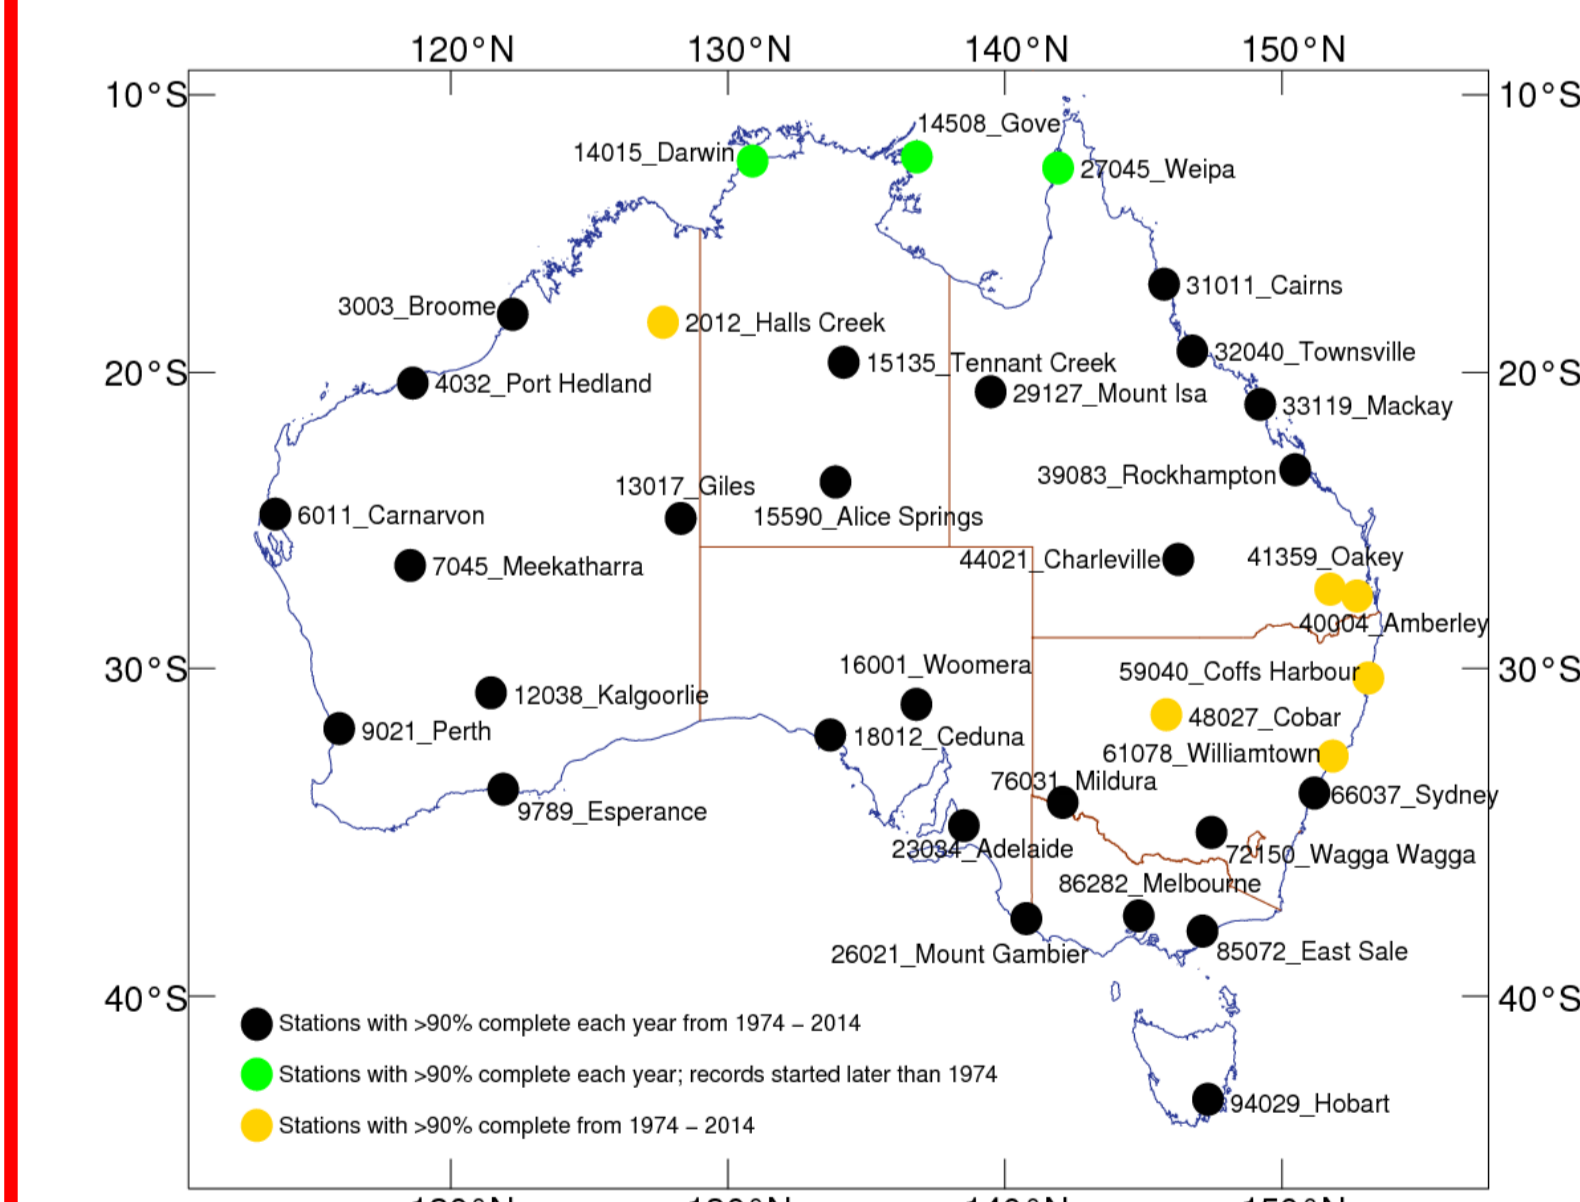 120°N 130°N 140°N 150°N
10°S 10°S
14508_Gove
14015_Darwin
27045_Weipa
31011_Cairns
3003_Broome
2012_Halls Creek
32040_Townsville
15135_Tennant Creek
20°S 20°S
4032_Port Hedland
29127_Mount Isa
33119_Mackay
39083_Rockhampton
13017_Giles
6011_Carnarvon
15590_Alice Springs
41359_Oakey
44021_Charleville
7045_Meekatharra
40004_Amberley
16001_Woomera
30°S 30°S
59040_Coffs Harbour
12038_Kalgoorlie
48027_Cobar
9021_Perth
18012_Ceduna
61078_Williamtown
76031_Mildura
66037_Sydney
9789_Esperance
23034_Adelaide
72150_Wagga Wagga
86282_Melbourne
26021_Mount Gambier
85072_East Sale
40°S 40°S
Stations with >90% complete each year from 1974 – 2014
Stations with >90% complete each year; records started later than 1974
94029_Hobart
Stations with >90% complete from 1974 – 2014